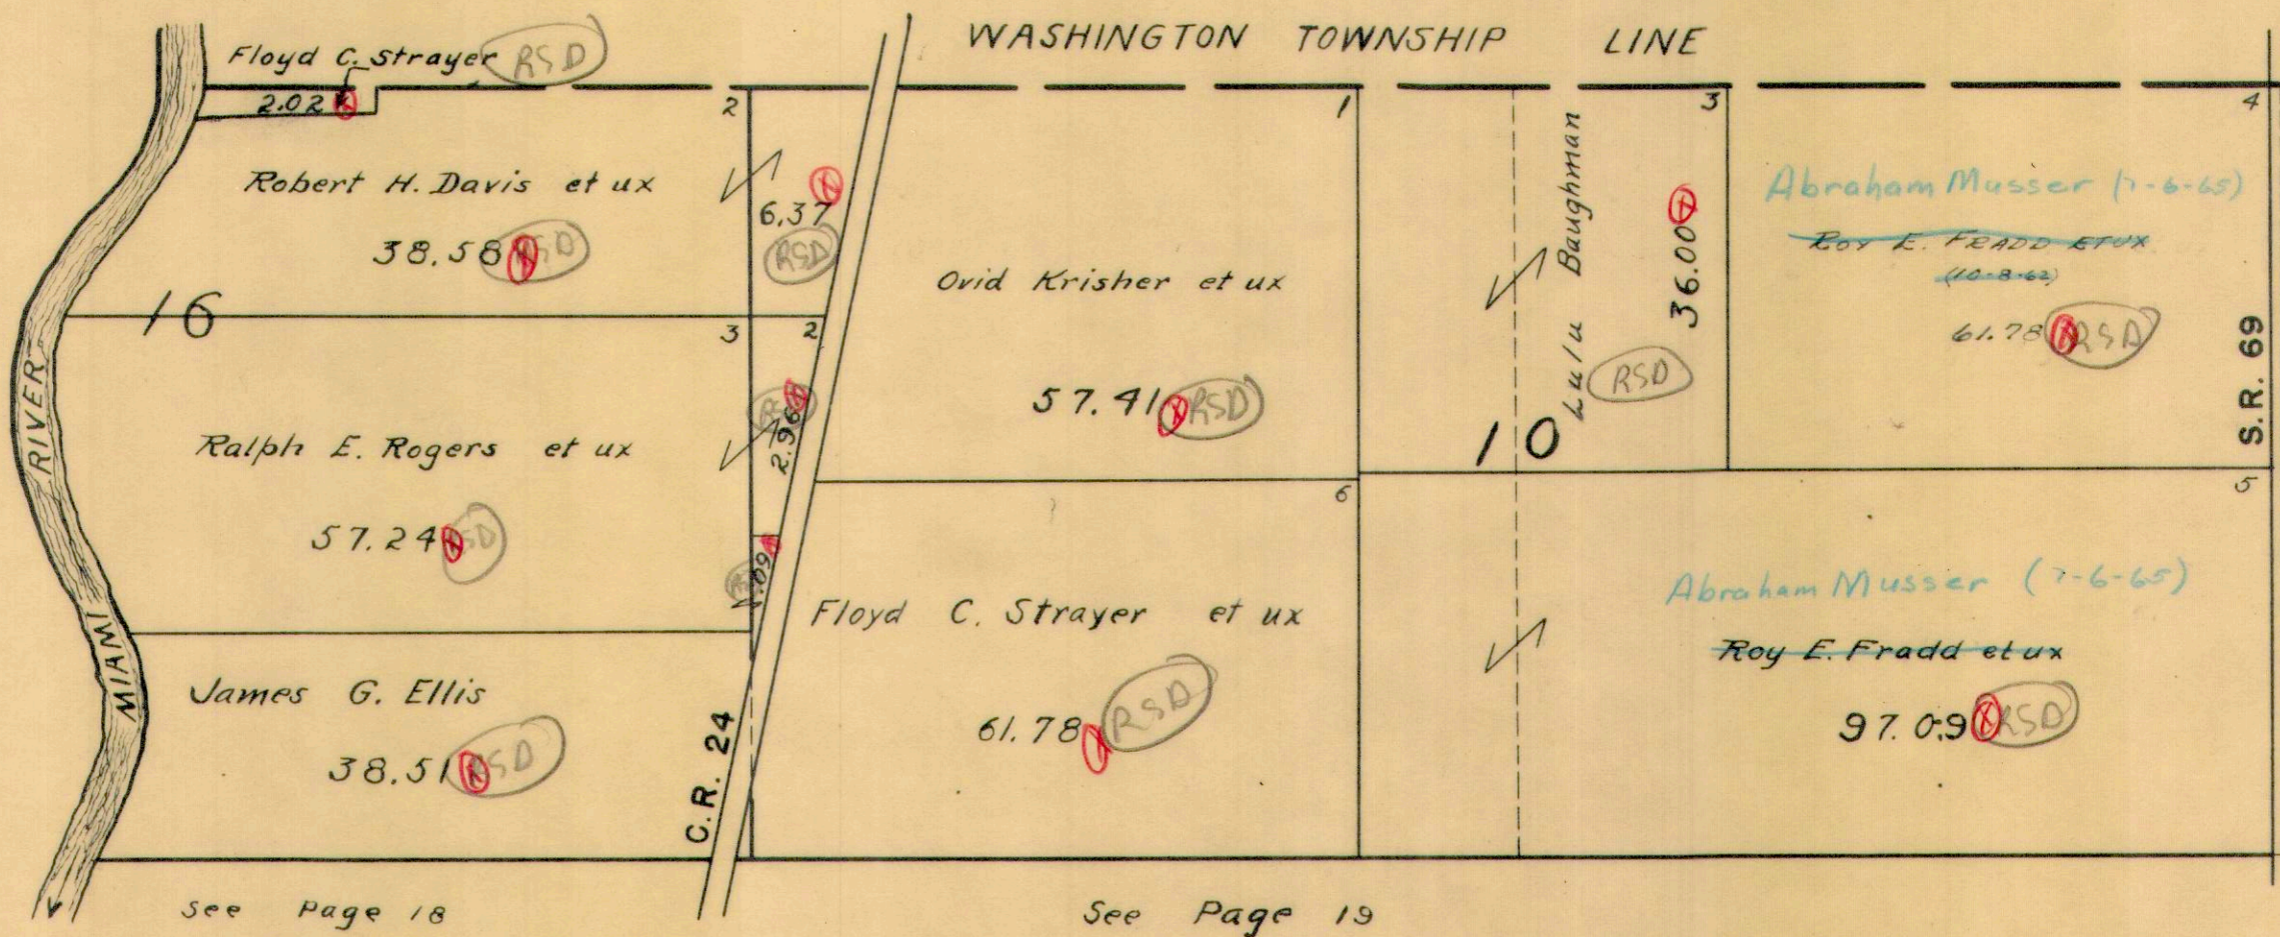 WASHINGTON TOWNSHIP LINE
Floyd C. Strayer RSD
2.02
2
1
3
4
Robert H. Davis et ux
38.58 RSD
6.37
RSD
Ovid Krisher et ux
57.41 RSD
Lulu Baughman
36.00
RSD
Abraham Musser (7-6-65)
Roy E. FRADD ET UX
(10-8-62)
61.78 RSD
S.R. 69
16
3
2
10
Ralph E. Rogers et ux
57.24 RSD
RSD
2.96
6
5
.09
MIAMI RIVER
James G. Ellis
38.51 RSD
C.R. 24
Floyd C. Strayer et ux
61.78 RSD
Abraham Musser (7-6-65)
Roy E. Fradd et ux
97.09 RSD
See Page 18
See Page 19